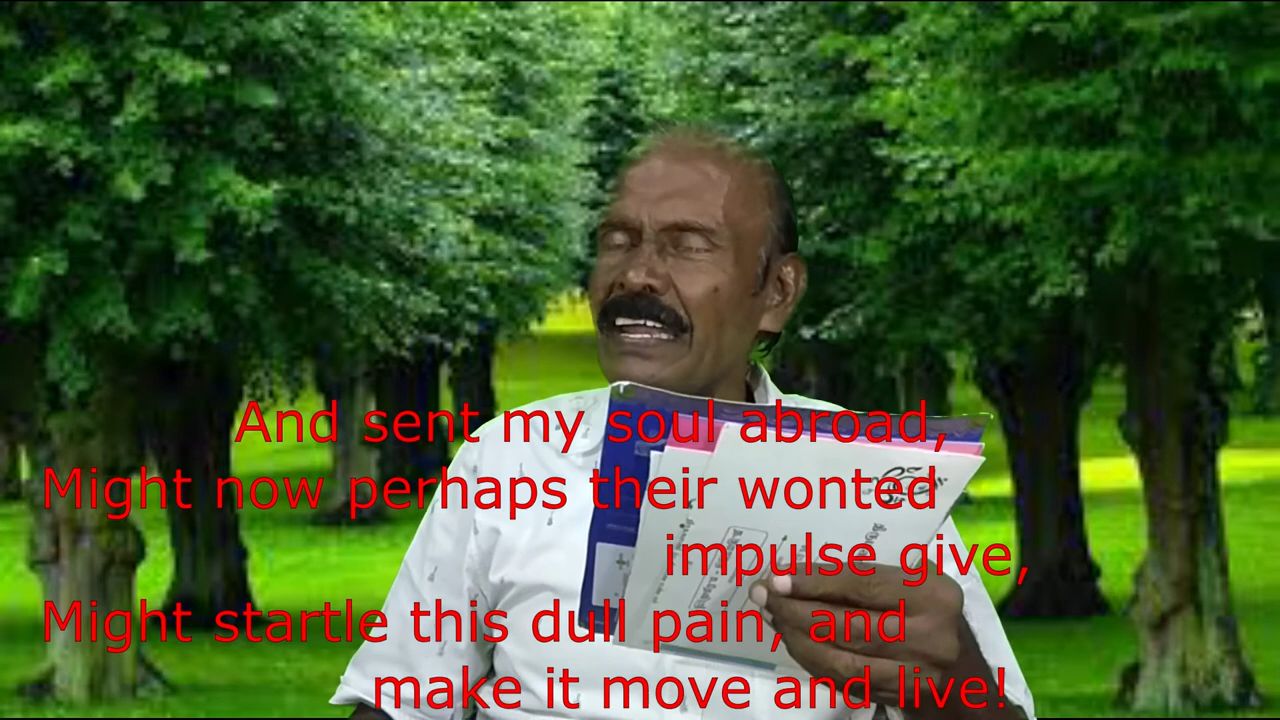 And sent my soul abroad,
Might now perhaps their wonted
impulse give,
Might startle this dull pain, and
make it move and live!